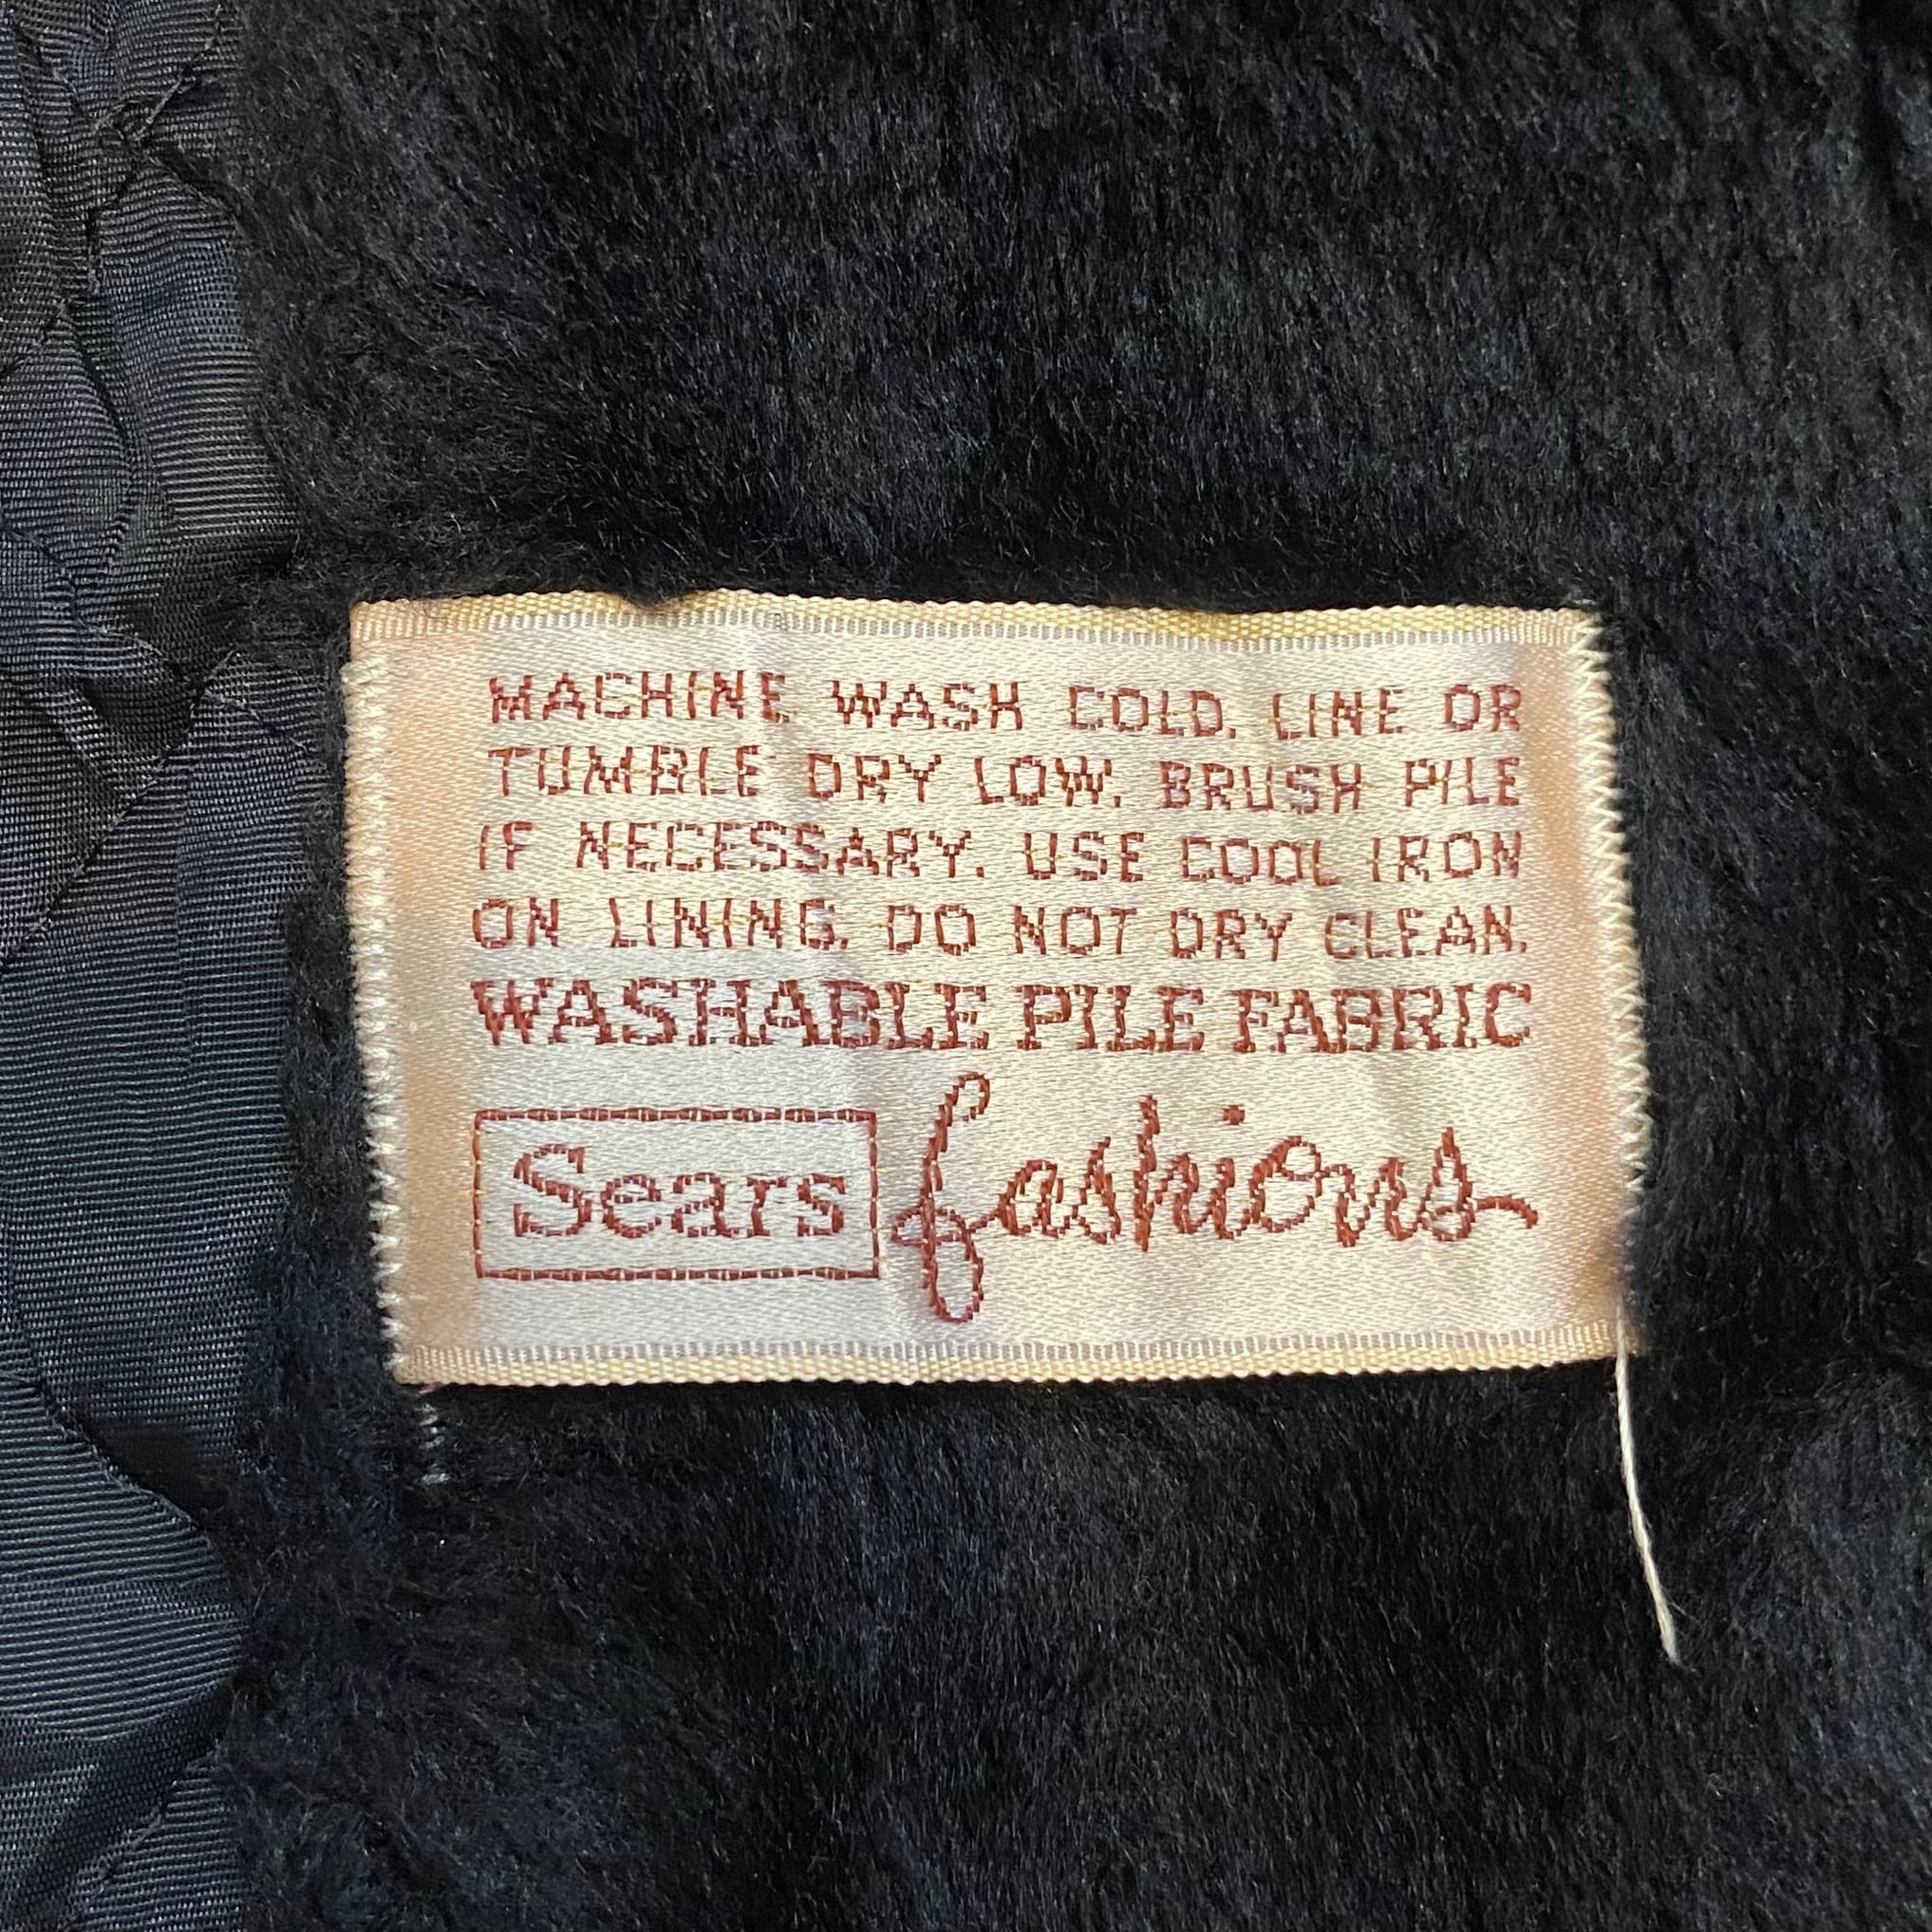 MACHINE WASH COLD. LINE OR
TUMBLE DRY LOW. BRUSH PILE
IF NECESSARY. USE COOL IRON
ON LINING. DO NOT DRY CLEAN.
WASHABLE PILE FABRIC
Sears fashions